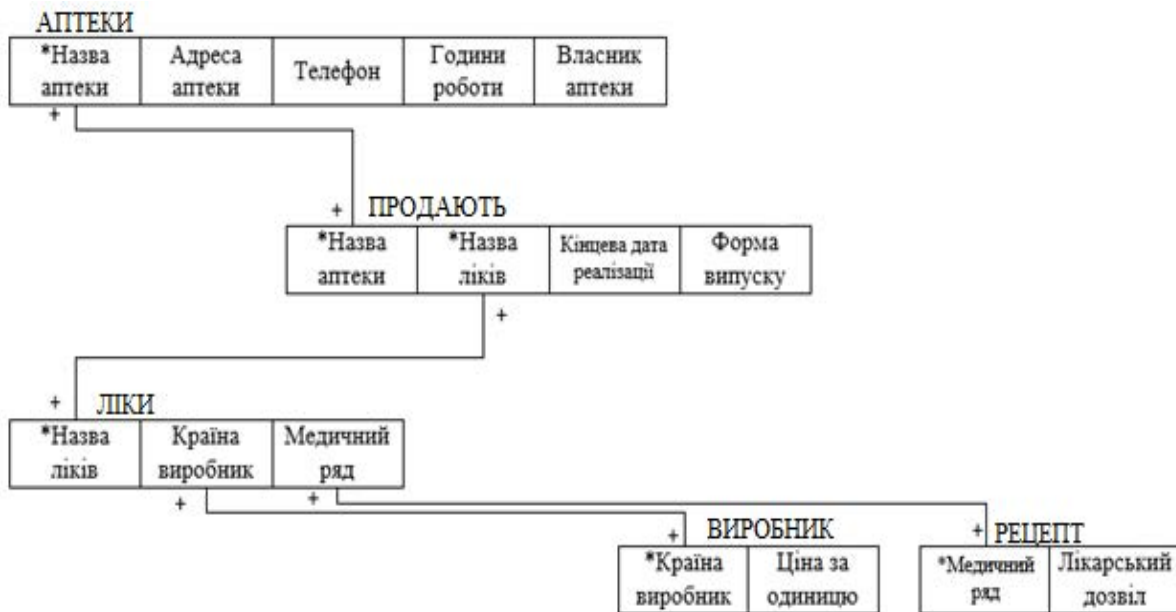 АПТЕКИ
*Назва аптеки
Адреса аптеки
Телефон
Години роботи
Власник аптеки
+
+
ПРОДАЮТЬ
*Назва аптеки
*Назва ліків
Кінцева дата реалізації
Форма випуску
+
+
ЛІКИ
*Назва ліків
Країна виробник
Медичний ряд
+
+
+
ВИРОБНИК
*Країна виробник
Ціна за одиницю
+
РЕЦЕПТ
*Медичний ряд
Лікарський дозвіл